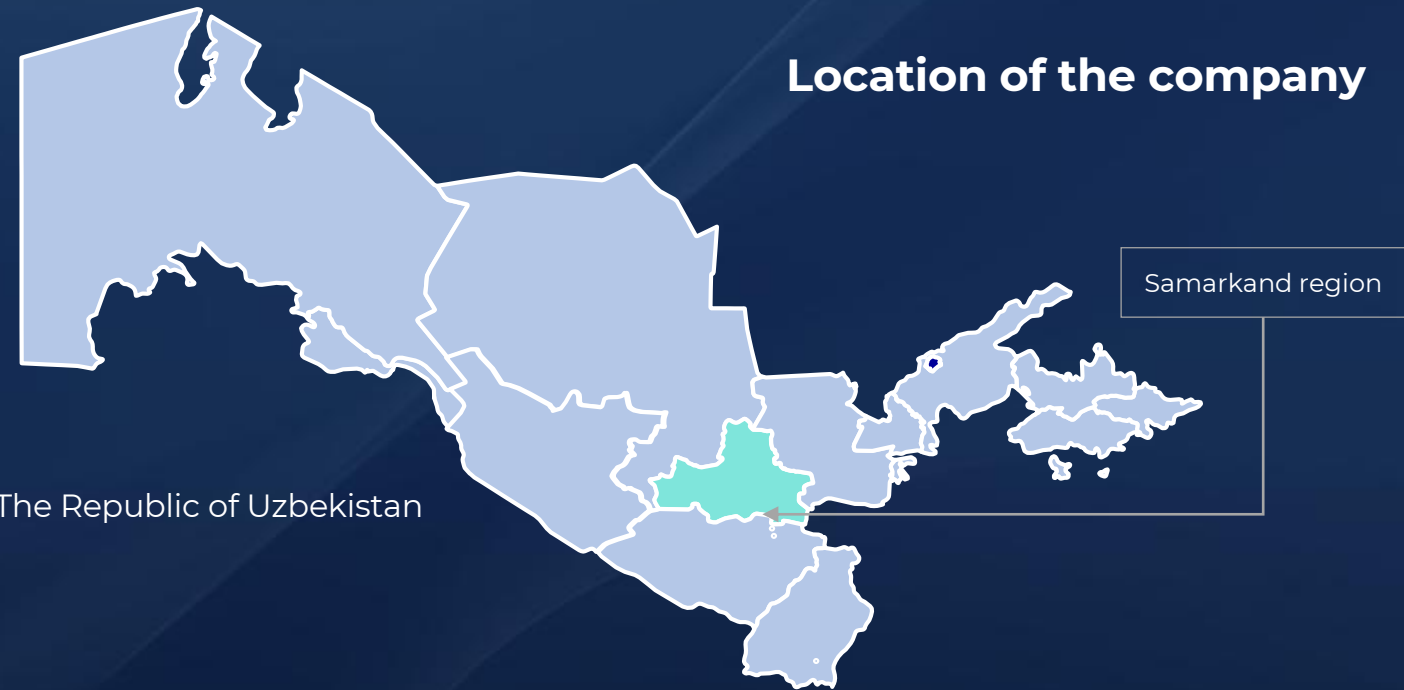 Location of the company
Samarkand region
The Republic of Uzbekistan